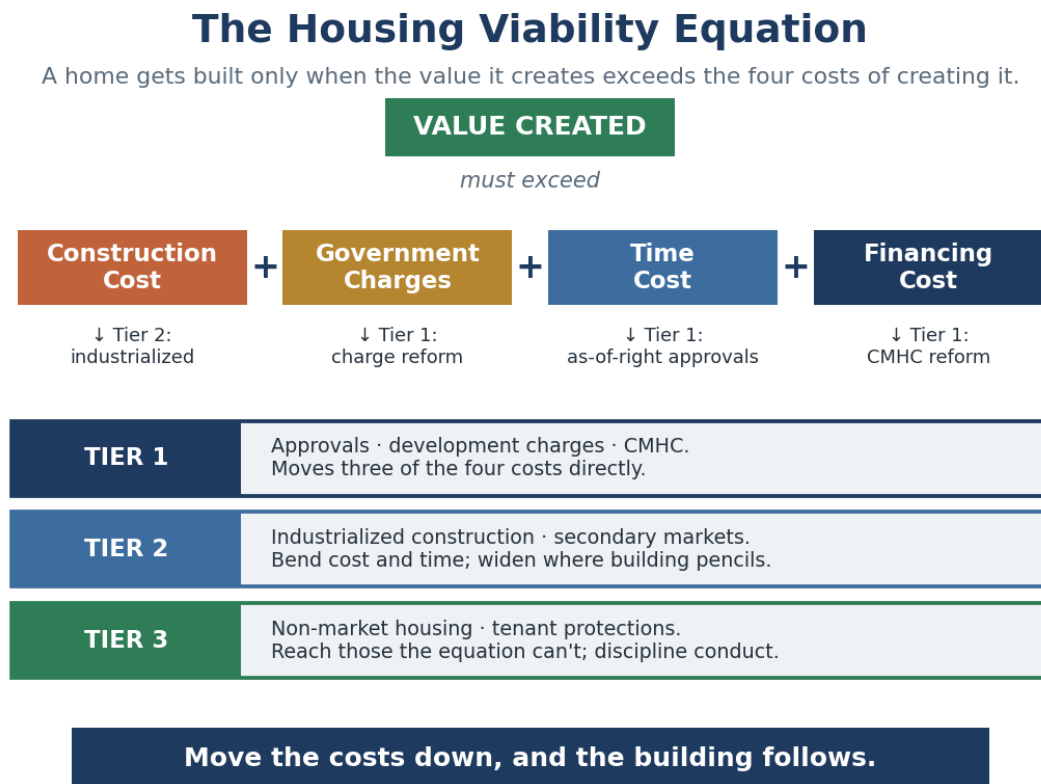 The Housing Viability Equation
A home gets built only when the value it creates exceeds the four costs of creating it.
VALUE CREATED
must exceed
Construction
Cost
+
Government
Charges
+
Time
Cost
+
Financing
Cost
↓ Tier 2:
industrialized
↓ Tier 1:
charge reform
↓ Tier 1:
as-of-right approvals
↓ Tier 1:
CMHC reform
TIER 1
Approvals · development charges · CMHC.
Moves three of the four costs directly.
TIER 2
Industrialized construction · secondary markets.
Bend cost and time; widen where building pencils.
TIER 3
Non-market housing · tenant protections.
Reach those the equation can't; discipline conduct.
Move the costs down, and the building follows.